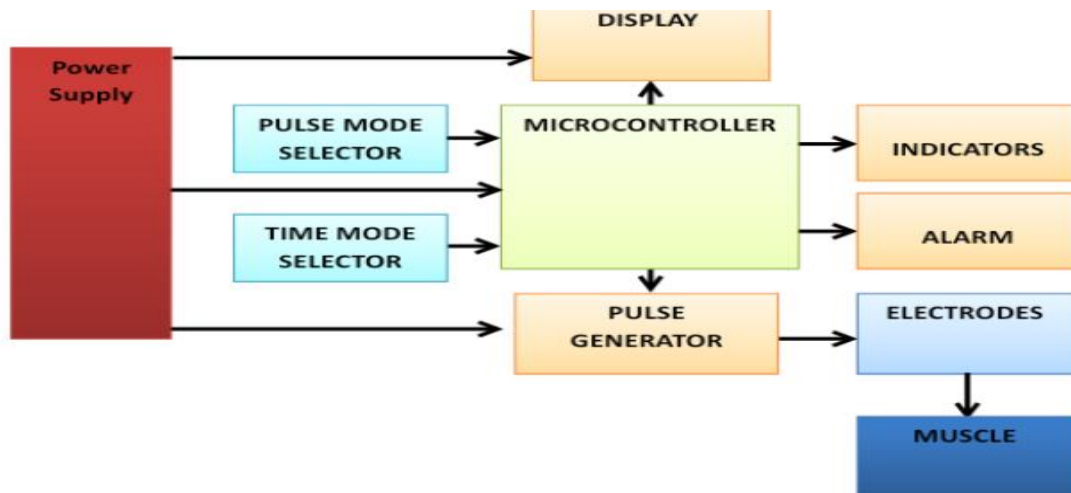 DISPLAY
Power
Supply
PULSE MODE
SELECTOR
MICROCONTROLLER
INDICATORS
TIME MODE
SELECTOR
ALARM
PULSE
GENERATOR
ELECTRODES
MUSCLE